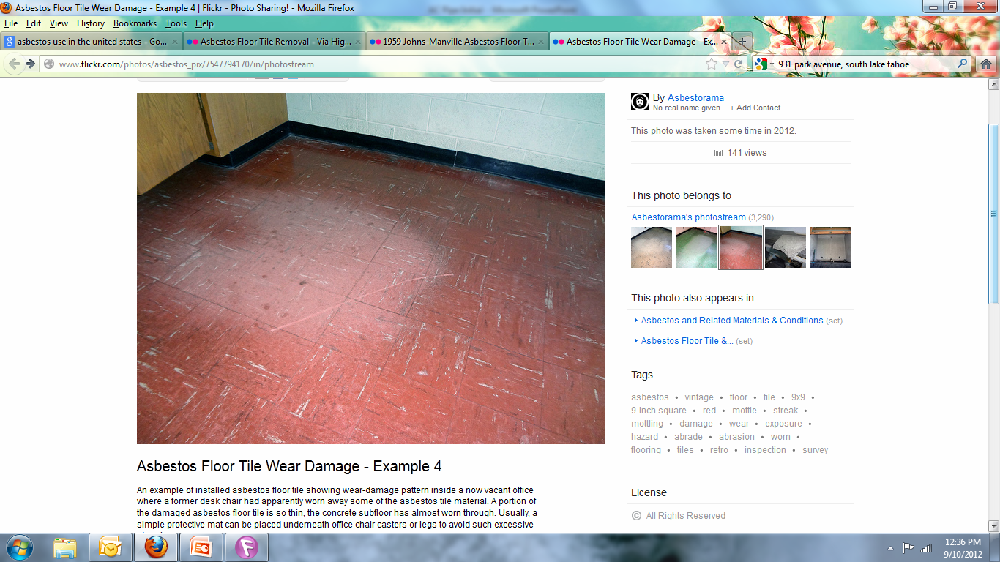 Asbestos Floor Tile Wear Damage - Example 4 | Flickr - Photo Sharing! - Mozilla Firefox
File Edit View History Bookmarks Tools Help
asbestos use in the united states - Go...
Asbestos Floor Tile Removal - Via Hig...
1959 Johns-Manville Asbestos Floor T...
Asbestos Floor Tile Wear Damage - Ex...
www.flickr.com/photos/asbestos_pix/7547794170/in/photostream
931 park avenue, south lake tahoe
By Asbestorama
No real name given + Add Contact
This photo was taken some time in 2012.
141 views
This photo belongs to
Asbestorama's photostream (3,290)
This photo also appears in
Asbestos and Related Materials & Conditions (set)
Asbestos Floor Tile &... (set)
Tags
asbestos • vintage • floor • tile • 9x9 •
9-inch square • red • mottle • streak •
mottling • damage • wear • exposure •
hazard • abrade • abrasion • worn •
flooring • tiles • retro • inspection • survey
License
© All Rights Reserved
Asbestos Floor Tile Wear Damage - Example 4
An example of installed asbestos floor tile showing wear-damage pattern inside a now vacant office
where a former desk chair had apparently worn away some of the asbestos tile material. A portion of
the damaged asbestos floor tile is so thin, the concrete subfloor has almost worn through. Usually, a
simple protective mat can be placed underneath office chair casters or legs to avoid such excessive
12:36 PM
9/10/2012